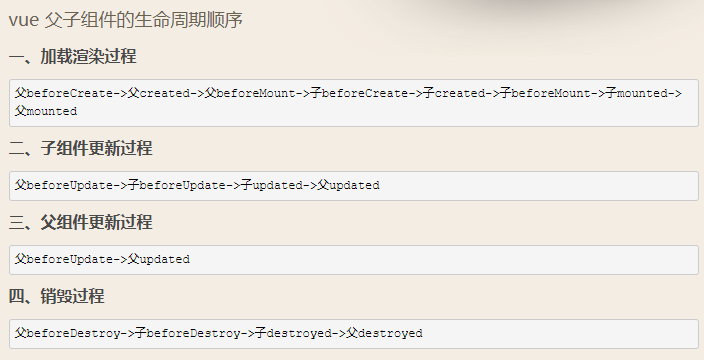 vue 父子组件的生命周期顺序
一、加载渲染过程
父beforeCreate->父created->父beforeMount->子beforeCreate->子created->子beforeMount->子mounted->
父mounted
二、子组件更新过程
父beforeUpdate->子beforeUpdate->子updated->父updated
三、父组件更新过程
父beforeUpdate->父updated
四、销毁过程
父beforeDestroy->子beforeDestroy->子destroyed->父destroyed